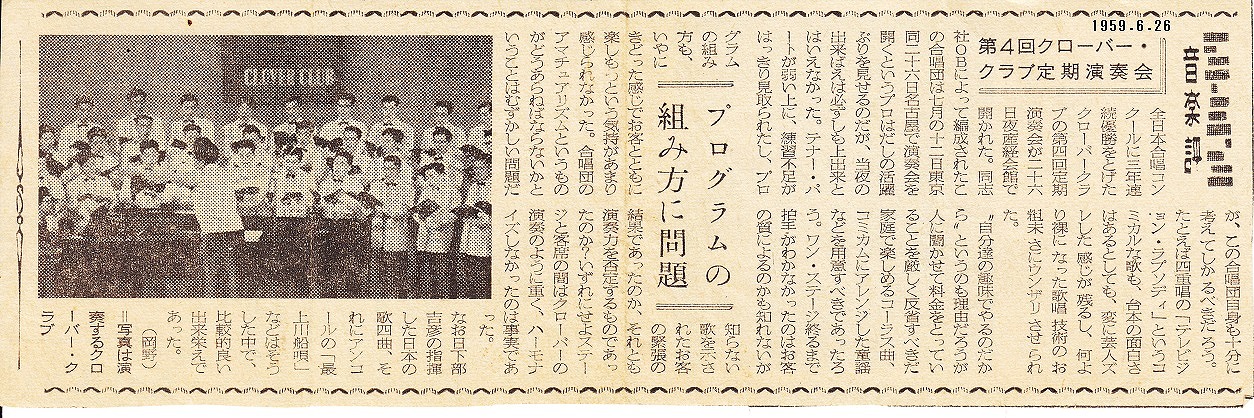 1959.6.26
音楽評
第4回クローバー・
クラブ定期演奏会
プログラムの
組み方に問題
全日本合唱コン
クールに三年連
続優勝をとげた
クローバークラ
ブの第四回定期
演奏会が二十六
日夜産経会館で
開かれた。同志
社OBによって編成されたこ
の合唱団は七月の十二日東京
同二十六日名古屋で演奏会を
開くというプロはだしの活躍
ぶりを見せるのだが、当夜の
出来ばえは必ずしも上出来と
はいえなかった。テナー・パ
ートが弱い上に、練習不足が
はっきり見取られたし、プロ
グラム
の組み
方も、
いやに
きどった感じでお客とともに
楽しもうという気持があまり
感じられなかった。合唱団の
アマチュアリズムというもの
がどうあらねばならないかと
いうことはむずかしい問題だ
が、この合唱団自身も十分に
考えてしかるべきだろう。
たとえば四重唱の「テレビジ
ョン・ラプソディ」というコ
ミカルな歌も、台本の面白さ
はあるとしても、変に芸人ズ
レした感じが残るし、何よ
り裸になった歌唱技術のお
粗末さにウンザリさせられ
た。
〝自分達の趣味でやるのだか
ら〟というのも理由だろうが
人に聞かせて料金をとってい
ることを厳しく反省すべきだ
家庭で楽しめるコーラス曲、
コミカムにアレンジした童謡
などを用意すべきであったろ
う。ワン・ステージ終るまで
拍手がわかなかったのはお客
の質によるのかも知れないが
知らない
歌を示さ
れたお客
の緊張の
結果であったのか、それとも
演奏方を否定するものであっ
たのか?いずれにせよステー
ジと客席の間はクローバーの
演奏のように重く、ハーモナ
イズしなかったのは事実であ
った。
なお日下部
吉彦の指揮
した日本の
歌四曲、そ
れにアンコ
ールの「最
上川船唄」
などはそう
した中で、
比較的良い
出来栄えで
あった。
(岡野)
＝写真は演
奏するクロ
ーバー・ク
ラブ